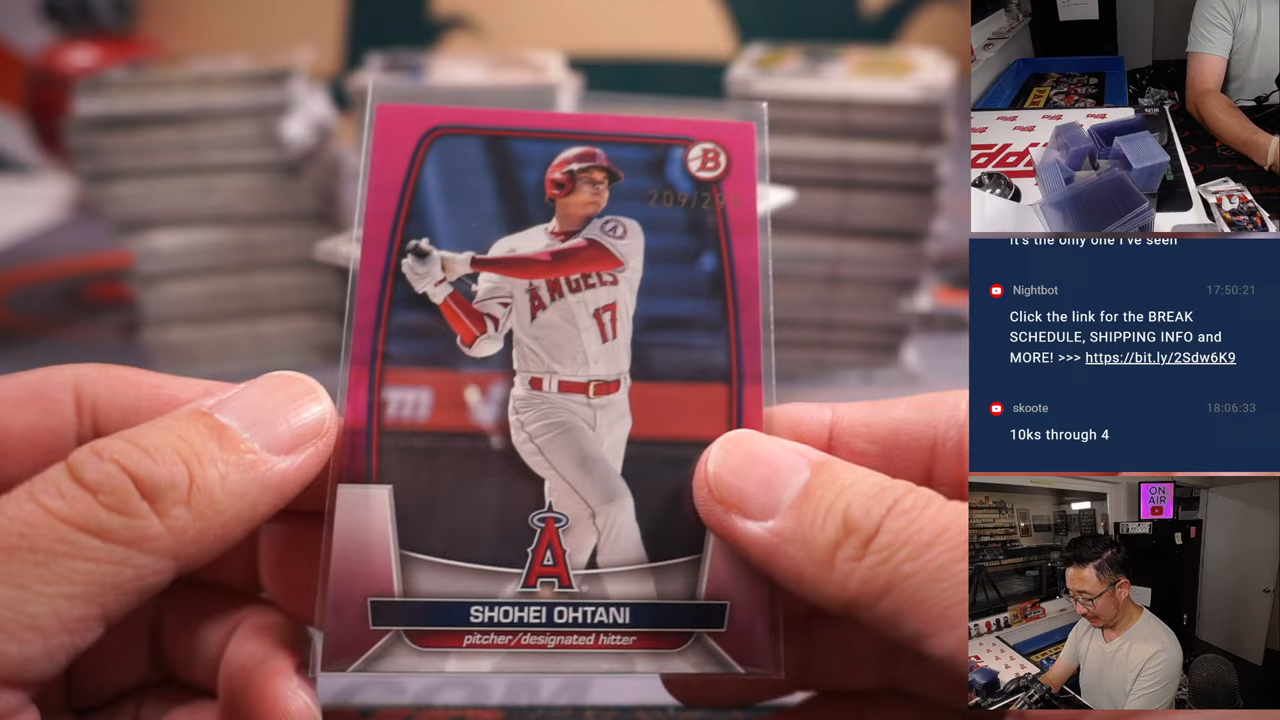 B
209/29
ANGELS
17
A
SHOHEI OHTANI
pitcher/designated hitter
it's the only one I've seen
Nightbot 17:50:21
Click the link for the BREAK
SCHEDULE, SHIPPING INFO and
MORE! >>> https://bit.ly/2Sdw6K9
skoote 18:06:33
10ks through 4
ON
AIR